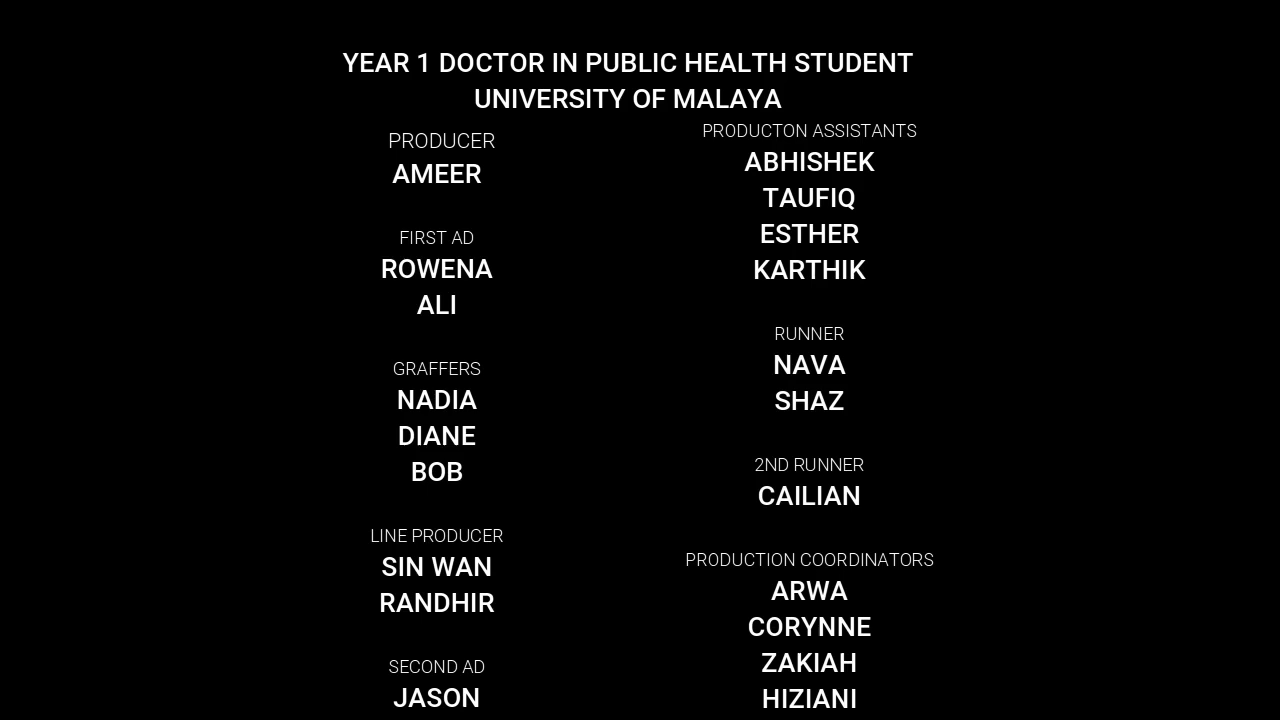 YEAR 1 DOCTOR IN PUBLIC HEALTH STUDENT
UNIVERSITY OF MALAYA
PRODUCER
AMEER
FIRST AD
ROWENA
ALI
GRAFFERS
NADIA
DIANE
BOB
LINE PRODUCER
SIN WAN
RANDHIR
SECOND AD
JASON
PRODUCTON ASSISTANTS
ABHISHEK
TAUFIQ
ESTHER
KARTHIK
RUNNER
NAVA
SHAZ
2ND RUNNER
CAILIAN
PRODUCTION COORDINATORS
ARWA
CORYNNE
ZAKIAH
HIZIANI